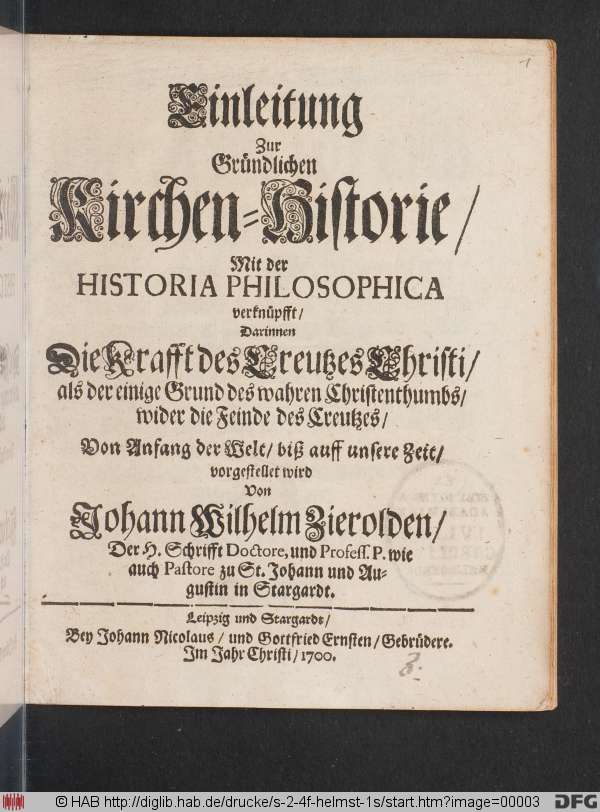 1
Einleitung
Zur
Gründlichen
Kirchen-Historie/
Mit der
HISTORIA PHILOSOPHICA
verknüpfft/
Darinnen
Die Krafft des Creutzes Christi/
als der einige Grund des wahren Christenthumbs/
wider die Feinde des Creutzes/
Von Anfang der Welt/ biß auff unsere Zeit/
vorgestellet wird
Von
Johann Wilhelm Zierolden/
Der H. Schrifft Doctore, und Profess. P. wie
auch Pastore zu St. Johann und Au-
gustin in Stargardt.
Leipzig und Stargardt/
Bey Johann Nicolaus/ und Gottfried Ernsten/ Gebrüdere.
Im Jahr Christi/ 1700.
© HAB http://diglib.hab.de/drucke/s-2-4f-helmst-1s/start.htm?image=00003
DFG